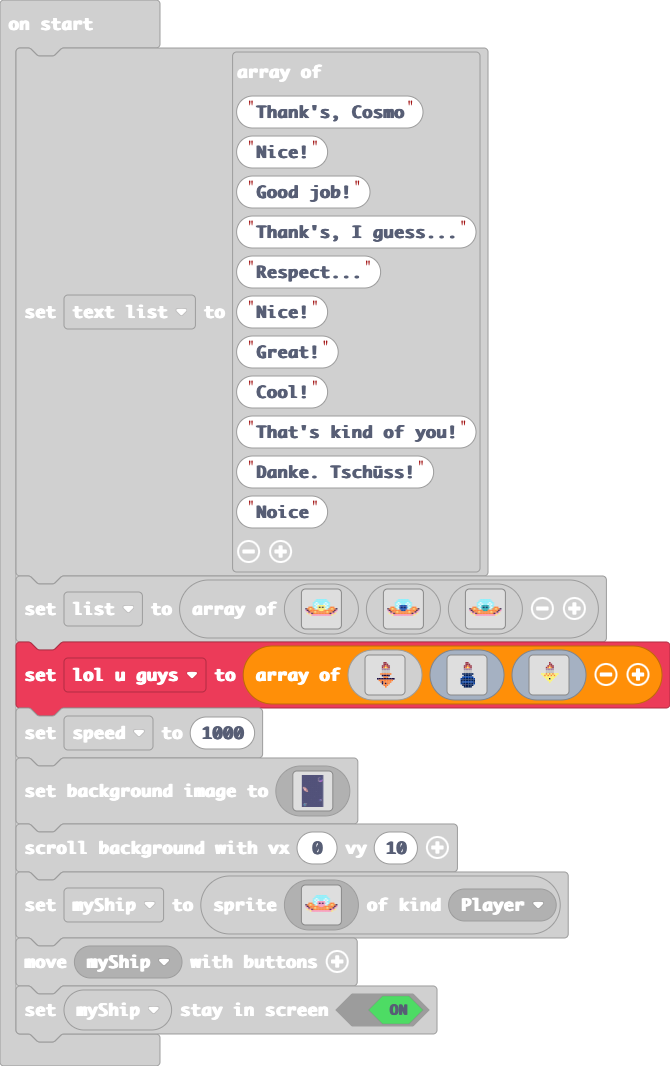 on start
array of
"Thank's, Cosmo"
"Nice!"
"Good job!"
"Thank's, I guess..."
"Respect..."
set text list to
"Nice!"
"Great!"
"Cool!"
"That's kind of you!"
"Danke. Tschüss!"
"Noice"
set list to array of
set lol u guys to array of
set speed to 1000
set background image to
scroll background with vx 0 vy 10
set myShip to sprite of kind Player
move myShip with buttons
set myShip stay in screen ON